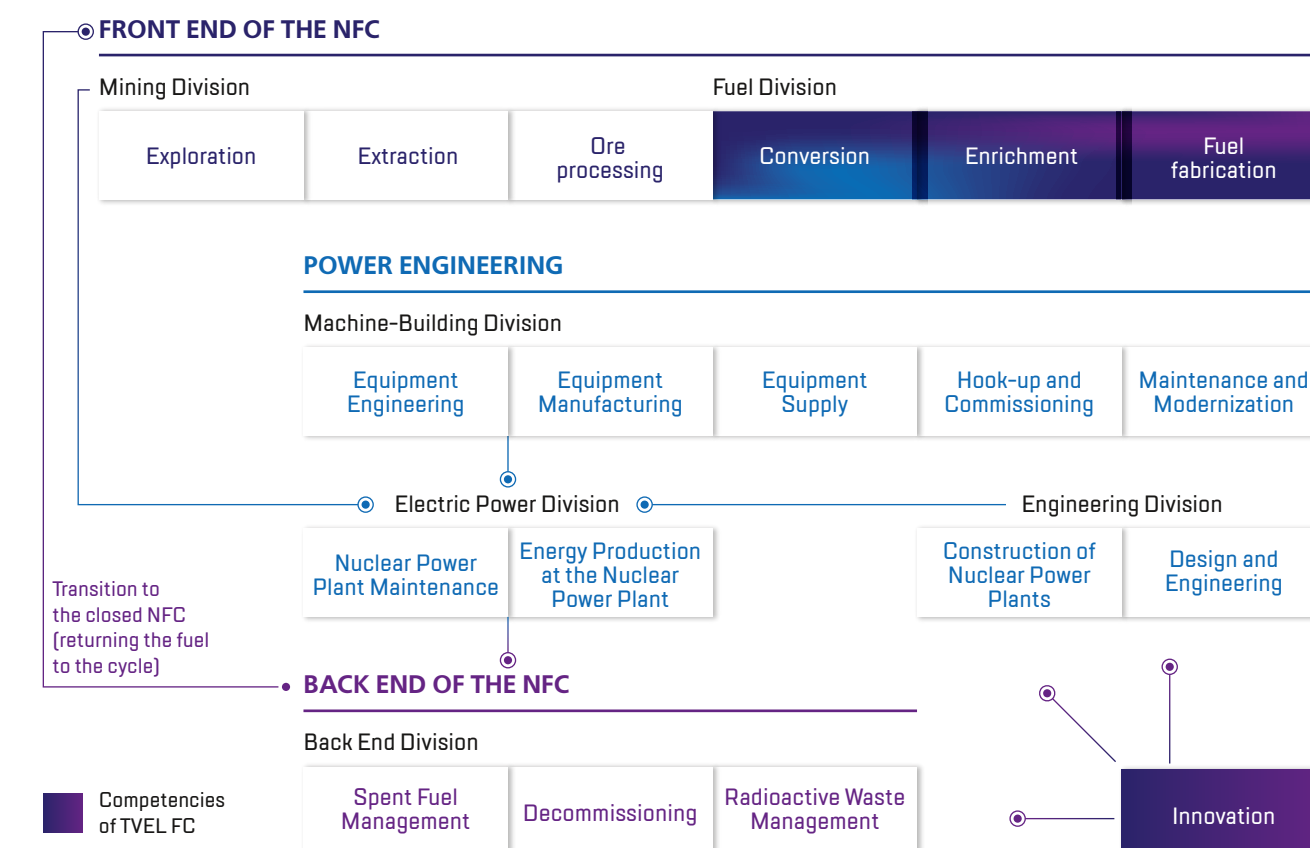 FRONT END OF THE NFC
Mining Division
Fuel Division
Exploration
Extraction
Ore
processing
Conversion
Enrichment
Fuel
fabrication
POWER ENGINEERING
Machine-Building Division
Equipment
Engineering
Equipment
Manufacturing
Equipment
Supply
Hook-up and
Commissioning
Maintenance and
Modernization
Electric Power Division
Engineering Division
Nuclear Power
Plant Maintenance
Energy Production
at the Nuclear
Power Plant
Construction of
Nuclear Power
Plants
Design and
Engineering
Transition to
the closed NFC
(returning the fuel
to the cycle)
BACK END OF THE NFC
Back End Division
Spent Fuel
Management
Decommissioning
Radioactive Waste
Management
Innovation
Competencies
of TVEL FC